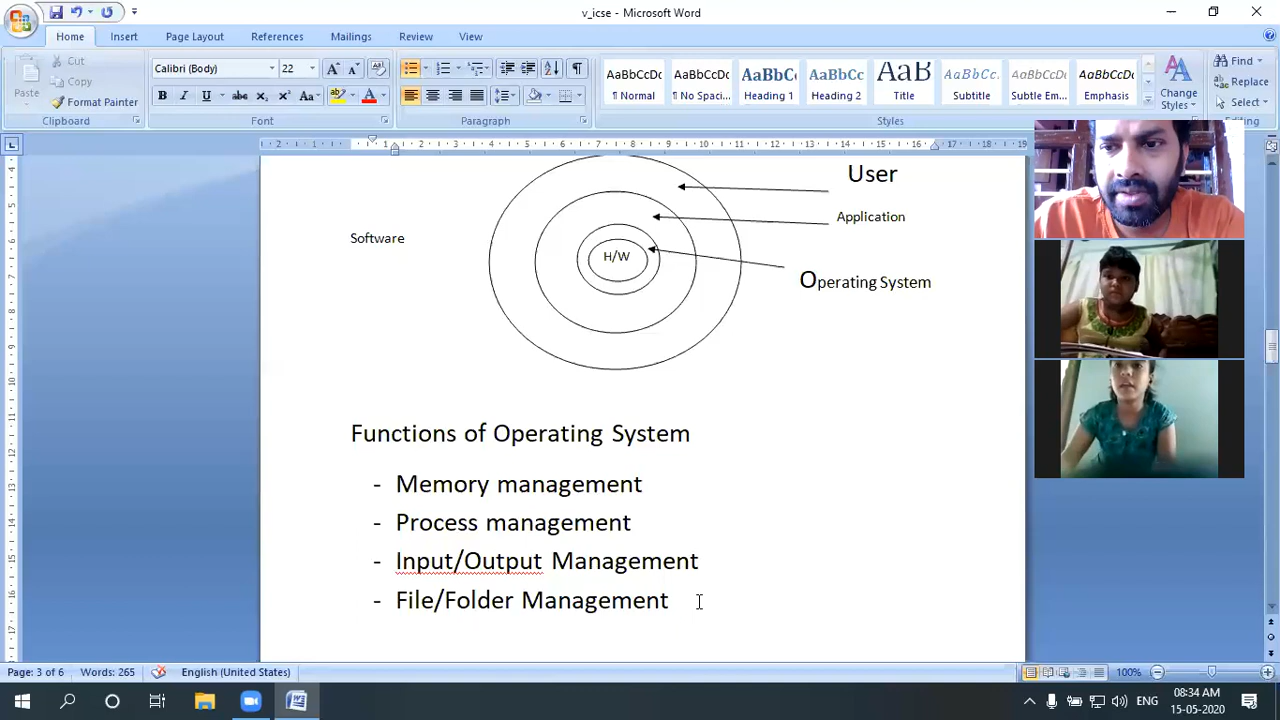 v_icse - Microsoft Word
Home Insert Page Layout References Mailings Review View
Paste
Cut
Copy
Format Painter
Clipboard
Calibri (Body) 22
Font
Paragraph
AaBbCcDc AaBbCcDc AaBbC AaBbCc AaB AaBbCc. AaBbCcDc AaBbCcDc
¶ Normal ¶ No Spaci... Heading 1 Heading 2 Title Subtitle Subtle Em... Emphasis
Change Styles
Styles
Find
Replace
Select
Editing
User
Application
Software
H/W
Operating System
Functions of Operating System
- Memory management
- Process management
- Input/Output Management
- File/Folder Management
Page: 3 of 6 Words: 265 English (United States) 100%
ENG
08:34 AM
15-05-2020